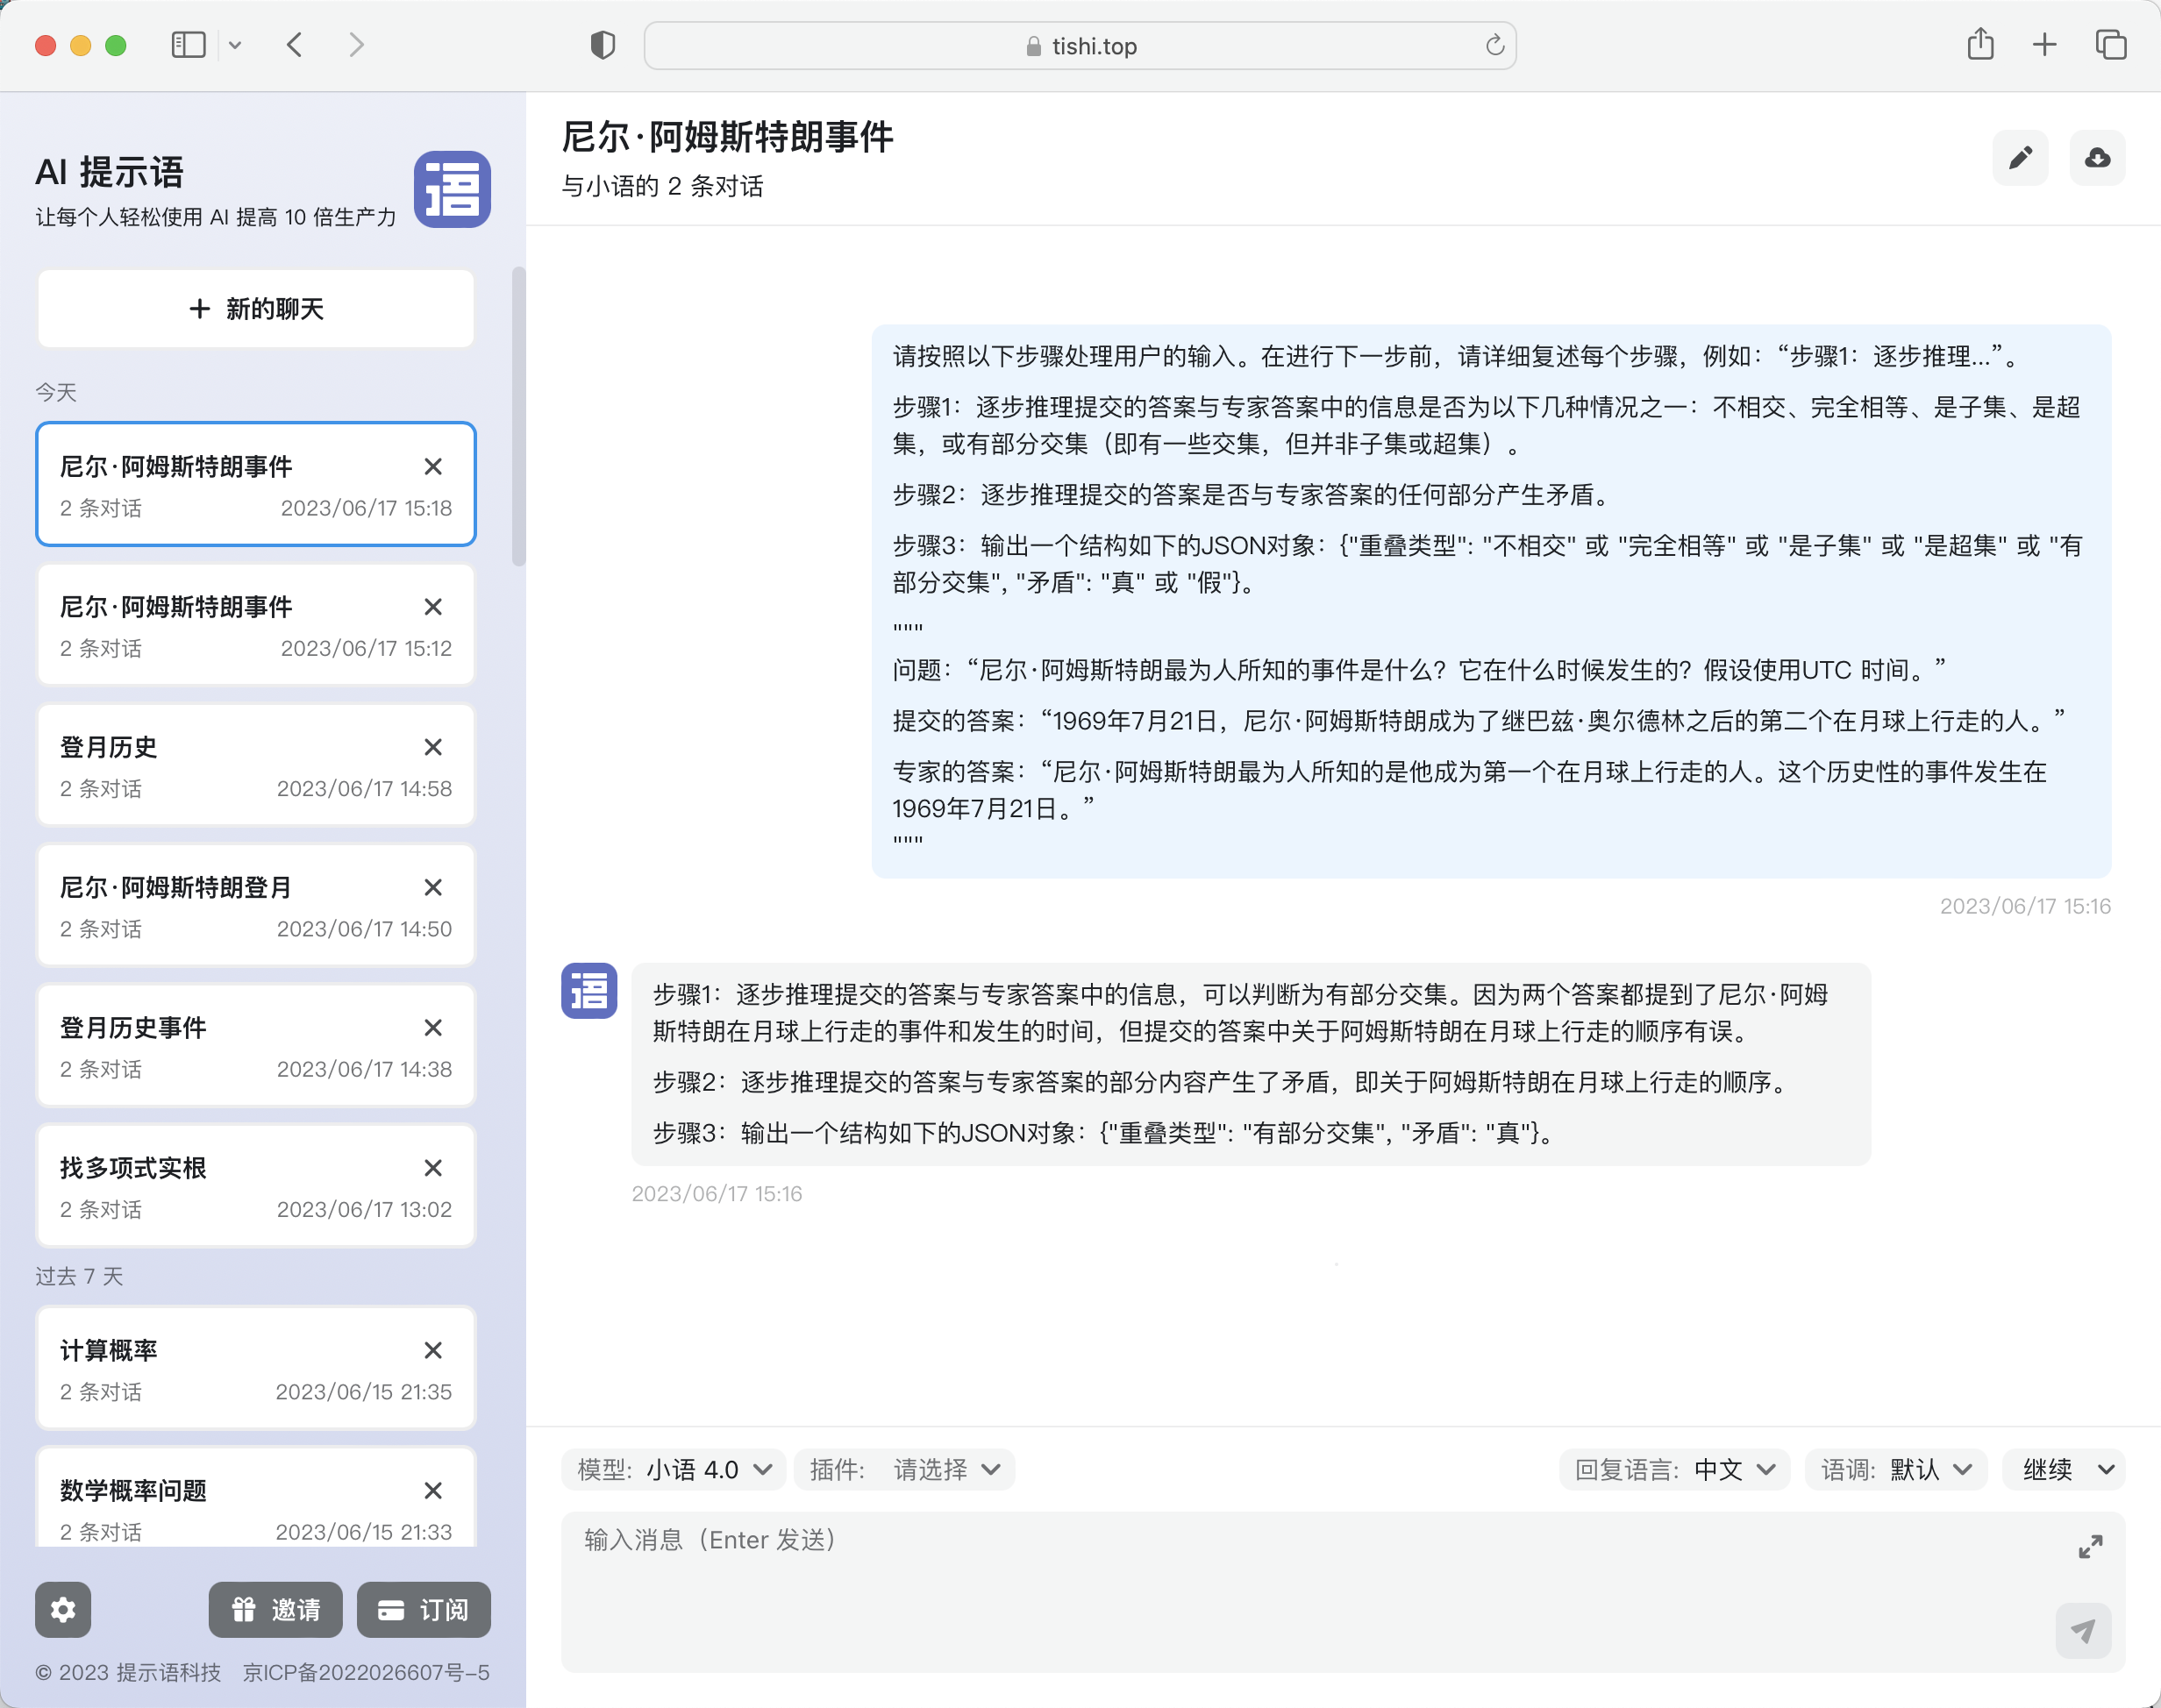 tishi.top
AI 提示语
让每个人轻松使用 AI 提高 10 倍生产力
语
新的聊天
今天
尼尔·阿姆斯特朗事件
2 条对话 2023/06/17 15:18
尼尔·阿姆斯特朗事件
2 条对话 2023/06/17 15:12
登月历史
2 条对话 2023/06/17 14:58
尼尔·阿姆斯特朗登月
2 条对话 2023/06/17 14:50
登月历史事件
2 条对话 2023/06/17 14:38
找多项式实根
2 条对话 2023/06/17 13:02
过去 7 天
计算概率
2 条对话 2023/06/15 21:35
数学概率问题
2 条对话 2023/06/15 21:33
邀请
订阅
© 2023 提示语科技 京ICP备2022026607号-5
尼尔·阿姆斯特朗事件
与小语的 2 条对话
请按照以下步骤处理用户的输入。在进行下一步前，请详细复述每个步骤，例如：“步骤1：逐步推理...”。
步骤1：逐步推理提交的答案与专家答案中的信息是否为以下几种情况之一：不相交、完全相等、是子集、是超
集，或有部分交集（即有一些交集，但并非子集或超集）。
步骤2：逐步推理提交的答案是否与专家答案的任何部分产生矛盾。
步骤3：输出一个结构如下的JSON对象：{"重叠类型": "不相交" 或 "完全相等" 或 "是子集" 或 "是超集" 或 "有
部分交集", "矛盾": "真" 或 "假"}。
"""
问题：“尼尔·阿姆斯特朗最为人所知的事件是什么？它在什么时候发生的？假设使用UTC 时间。”
提交的答案：“1969年7月21日，尼尔·阿姆斯特朗成为了继巴兹·奥尔德林之后的第二个在月球上行走的人。”
专家的答案：“尼尔·阿姆斯特朗最为人所知的是他成为第一个在月球上行走的人。这个历史性的事件发生在
1969年7月21日。”
"""
2023/06/17 15:16
语
步骤1：逐步推理提交的答案与专家答案中的信息，可以判断为有部分交集。因为两个答案都提到了尼尔·阿姆
斯特朗在月球上行走的事件和发生的时间，但提交的答案中关于阿姆斯特朗在月球上行走的顺序有误。
步骤2：逐步推理提交的答案与专家答案的部分内容产生了矛盾，即关于阿姆斯特朗在月球上行走的顺序。
步骤3：输出一个结构如下的JSON对象：{"重叠类型": "有部分交集", "矛盾": "真"}。
2023/06/17 15:16
模型: 小语 4.0 插件: 请选择 回复语言: 中文 语调: 默认 继续
输入消息（Enter 发送）